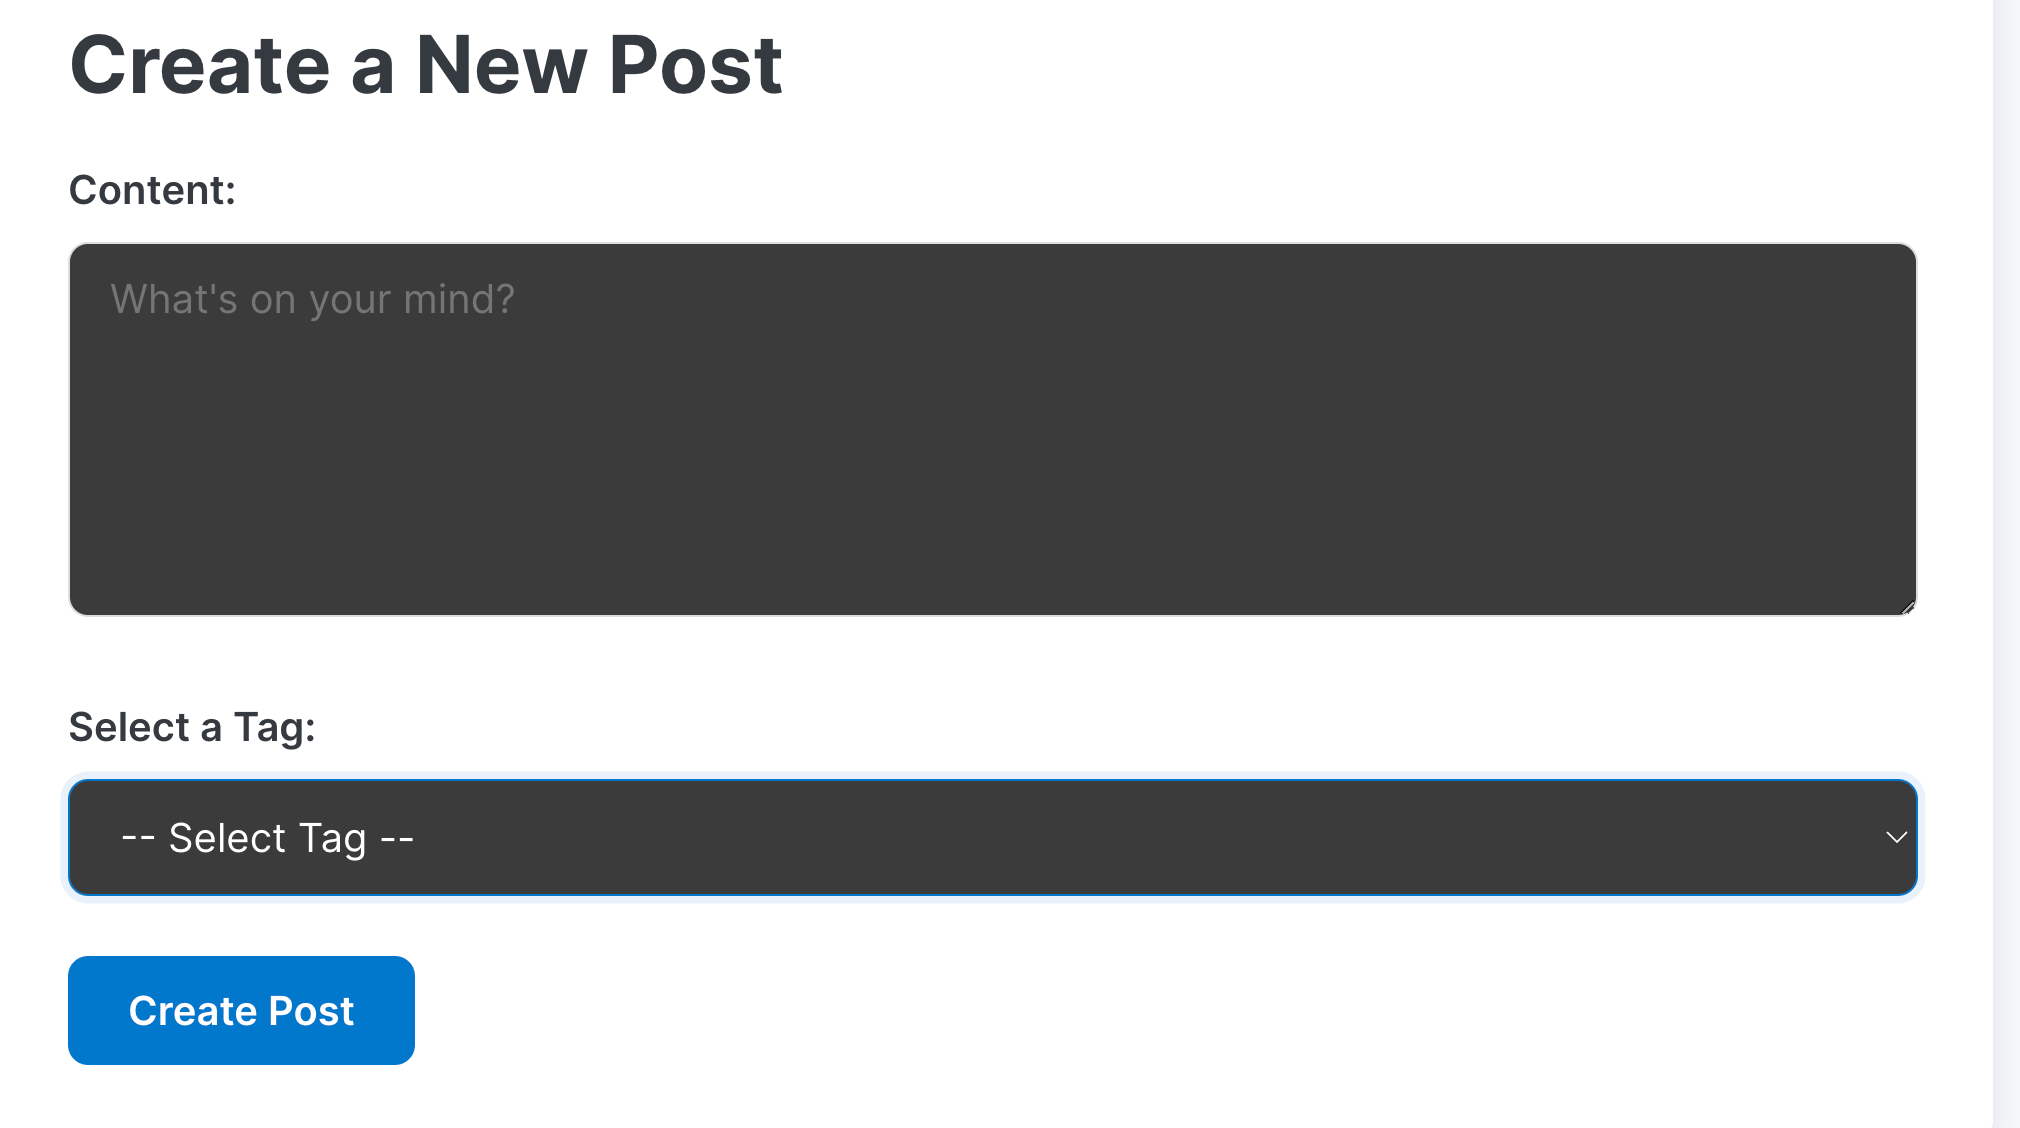 Create a New Post
Content:
What's on your mind?
Select a Tag:
-- Select Tag --
Create Post